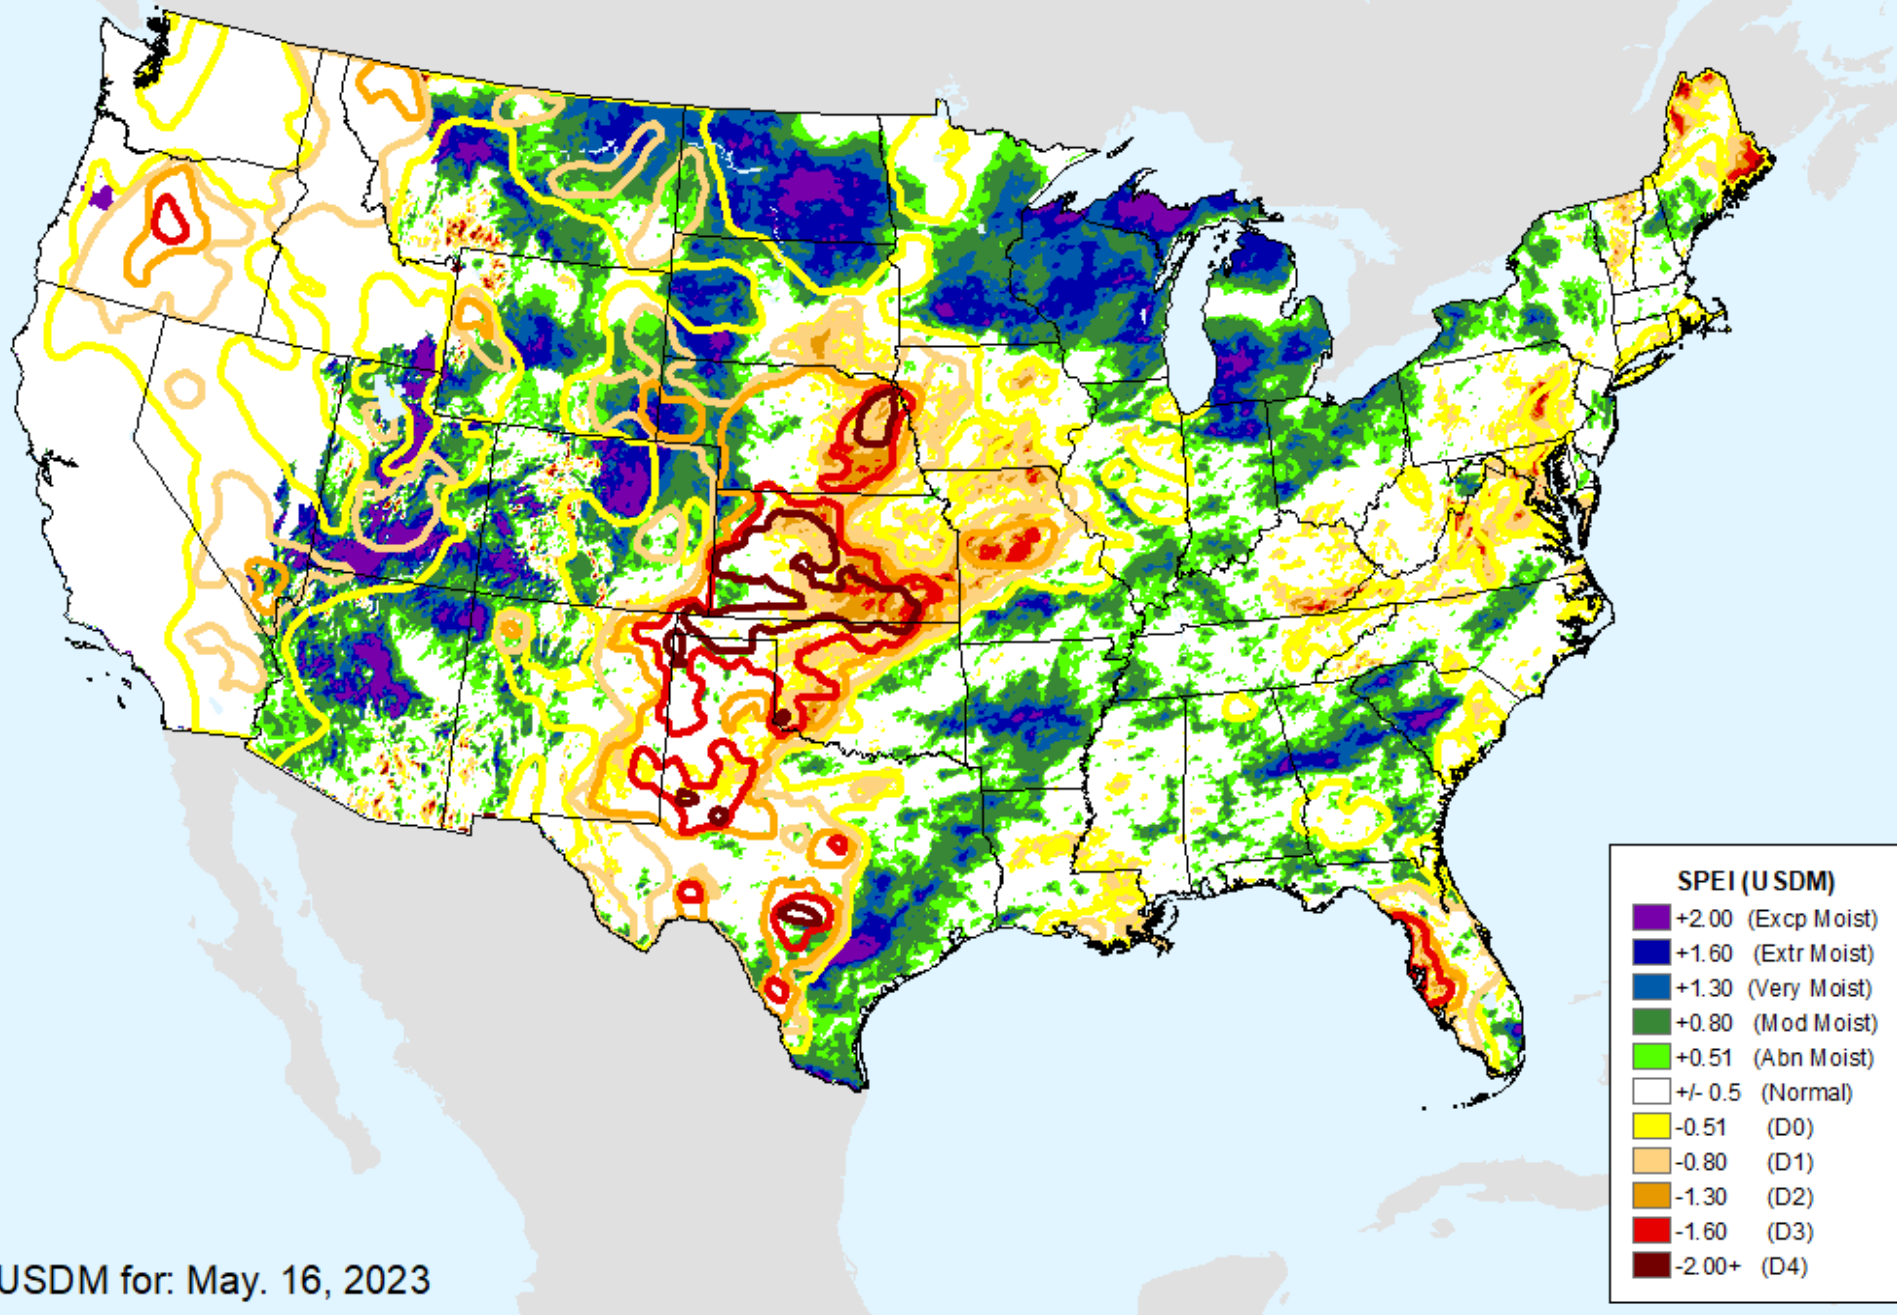 SPEI (USDM)
+2.00 (Excp Moist)
+1.60 (Extr Moist)
+1.30 (Very Moist)
+0.80 (Mod Moist)
+0.51 (Abn Moist)
+/- 0.5 (Normal)
-0.51 (D0)
-0.80 (D1)
-1.30 (D2)
-1.60 (D3)
-2.00+ (D4)
USDM for: May. 16, 2023